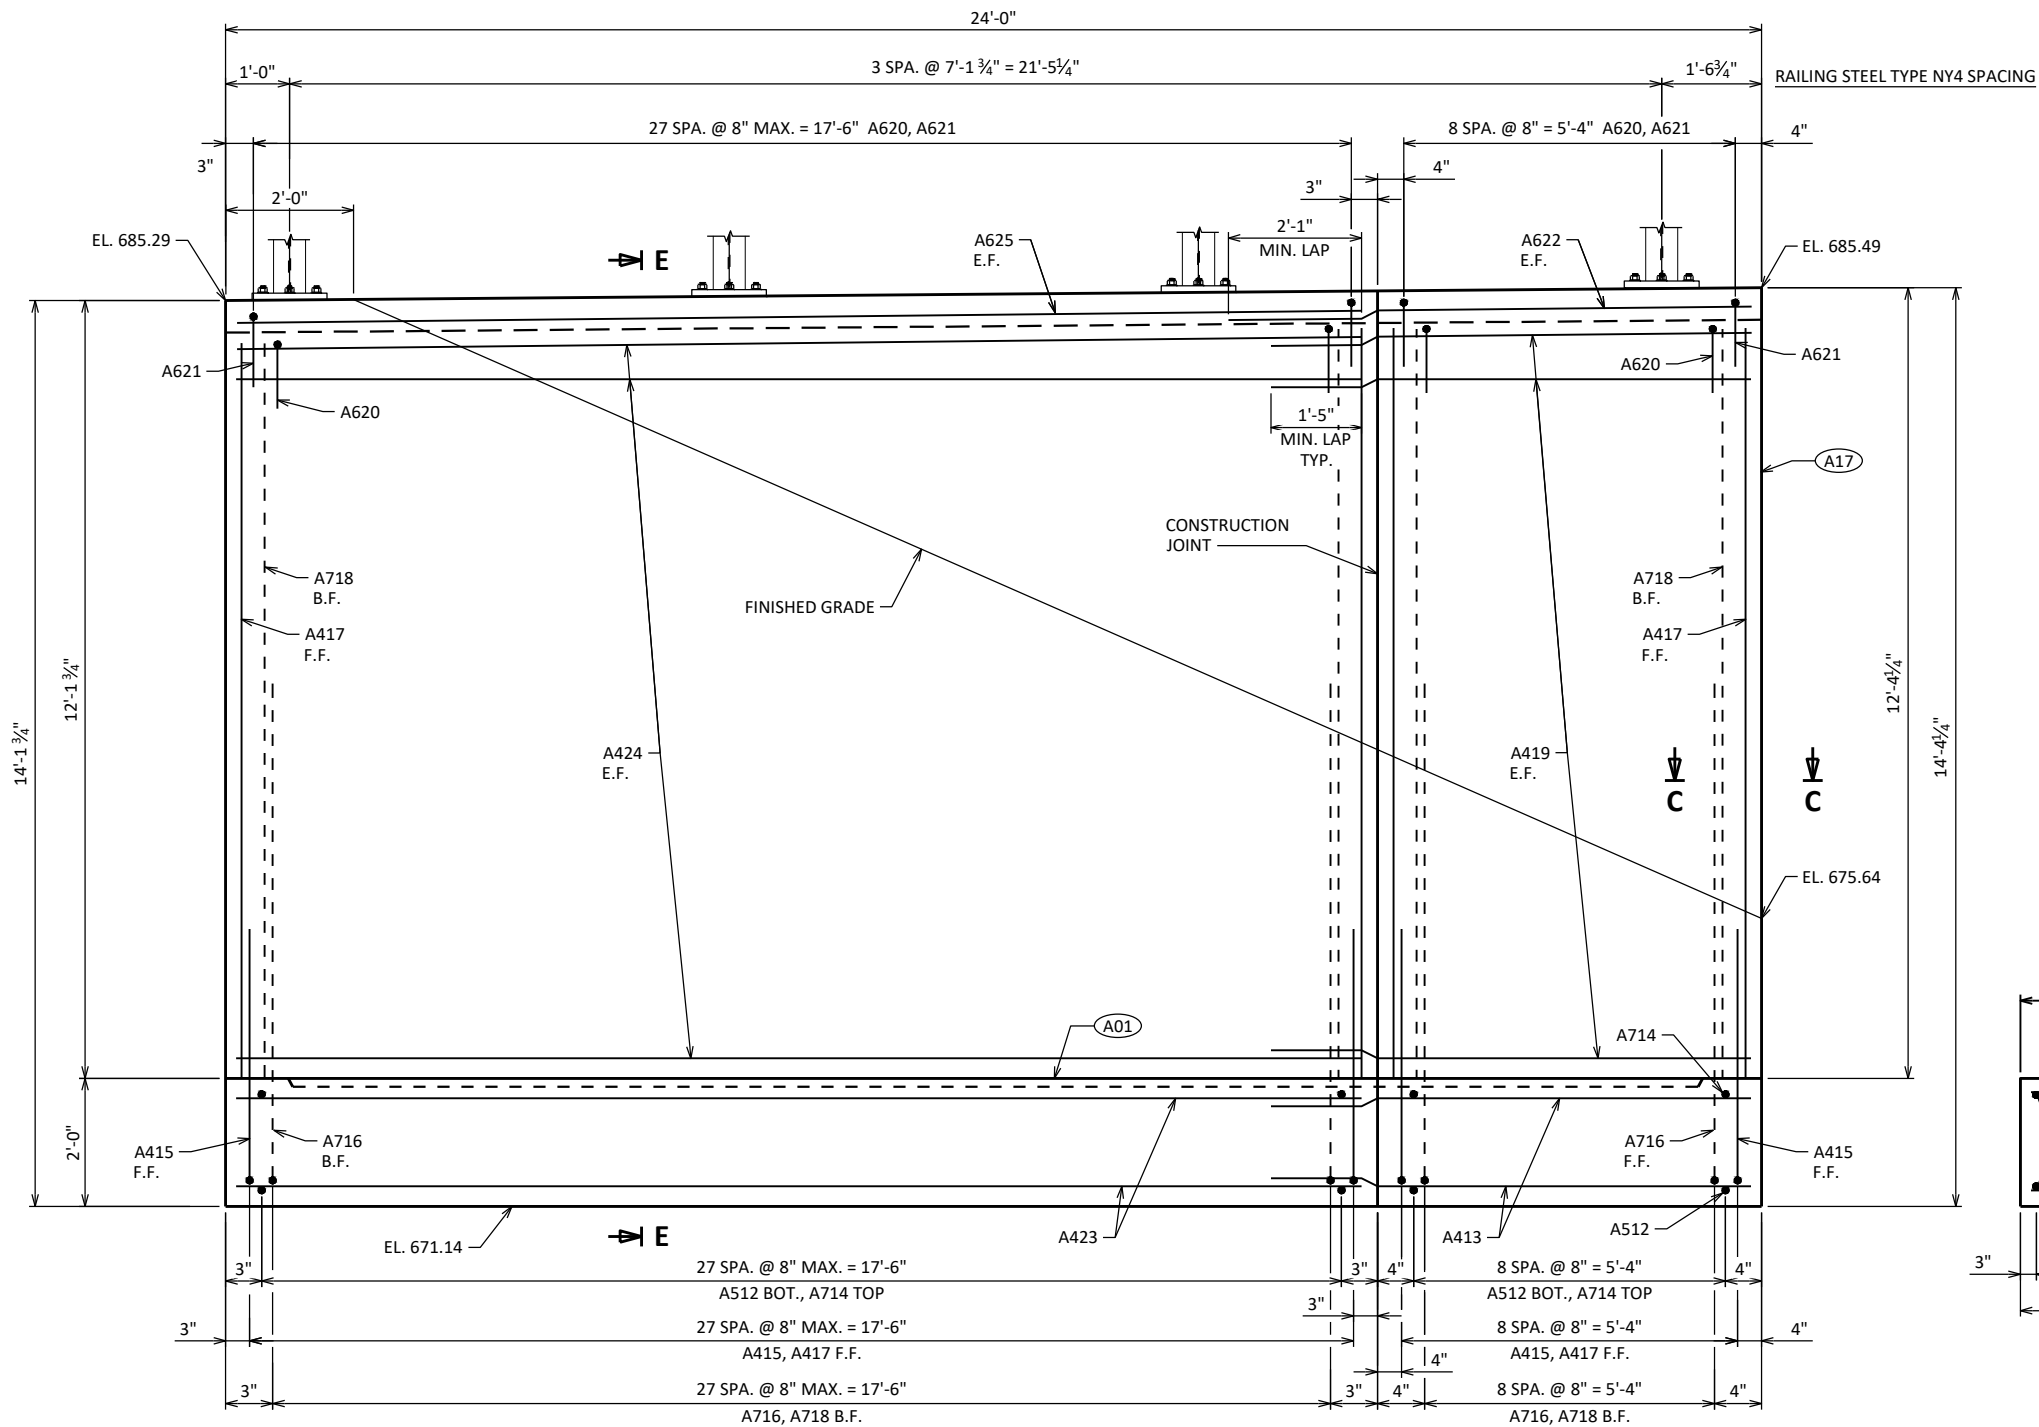 24'-0"
1'-0"
3 SPA. @ 7'-1 ¾" = 21'-5¼"
1'-6¾"
RAILING STEEL TYPE NY4 SPACING
27 SPA. @ 8" MAX. = 17'-6" A620, A621
8 SPA. @ 8" = 5'-4" A620, A621
4"
3"
4"
3"
2'-0"
2'-1"
MIN. LAP
EL. 685.29
E
A625
E.F.
A622
E.F.
EL. 685.49
A621
A620
A620
A621
1'-5"
MIN. LAP
TYP.
A17
CONSTRUCTION
JOINT
A718
B.F.
A718
B.F.
FINISHED GRADE
A417
F.F.
A417
F.F.
12'-1 ¾"
12'-4¼"
14'-1 ¾"
14'-4¼"
A424
E.F.
A419
E.F.
C
C
EL. 675.64
A01
A714
2'-0"
A415
F.F.
A716
B.F.
A716
F.F.
A415
F.F.
EL. 671.14
E
A423
A413
A512
3"
27 SPA. @ 8" MAX. = 17'-6"
A512 BOT., A714 TOP
3"
4"
8 SPA. @ 8" = 5'-4"
A512 BOT., A714 TOP
4"
3"
3"
27 SPA. @ 8" MAX. = 17'-6"
A415, A417 F.F.
3"
8 SPA. @ 8" = 5'-4"
A415, A417 F.F.
4"
4"
3"
27 SPA. @ 8" MAX. = 17'-6"
A716, A718 B.F.
3"
4"
8 SPA. @ 8" = 5'-4"
A716, A718 B.F.
4"